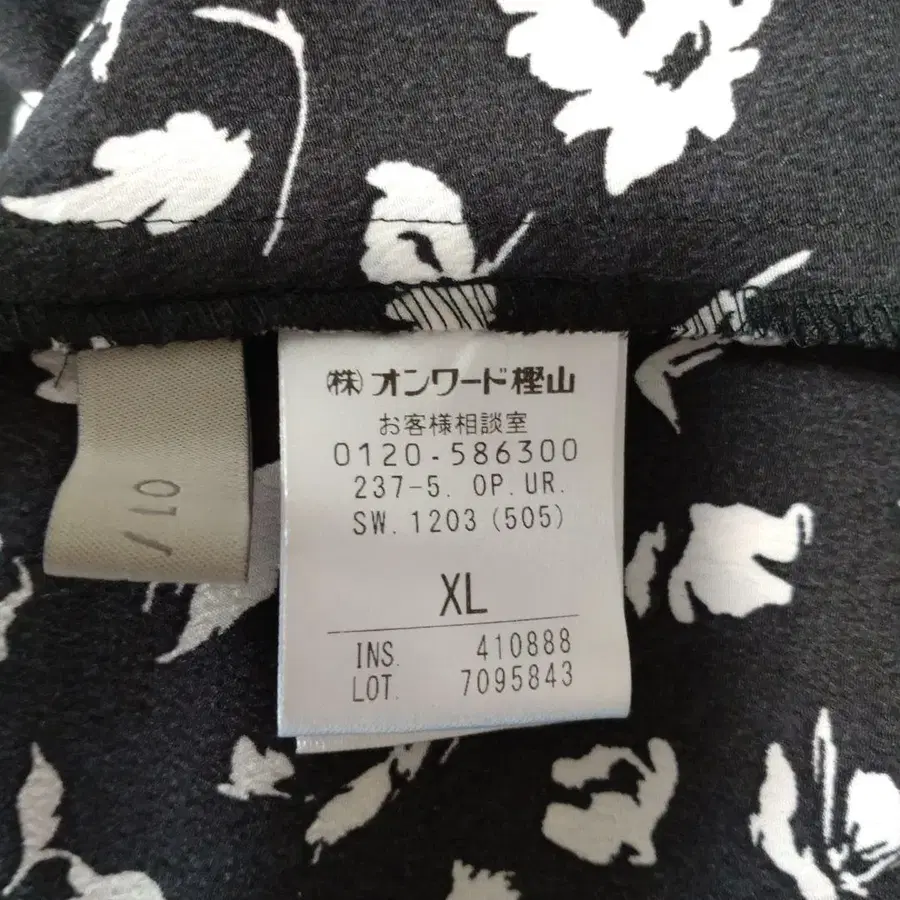 ㈱オンワード樫山
お客様相談室
0120-586300
237-5. OP. UR.
SW. 1203 (505)
XL
INS. 410888
LOT. 7095843